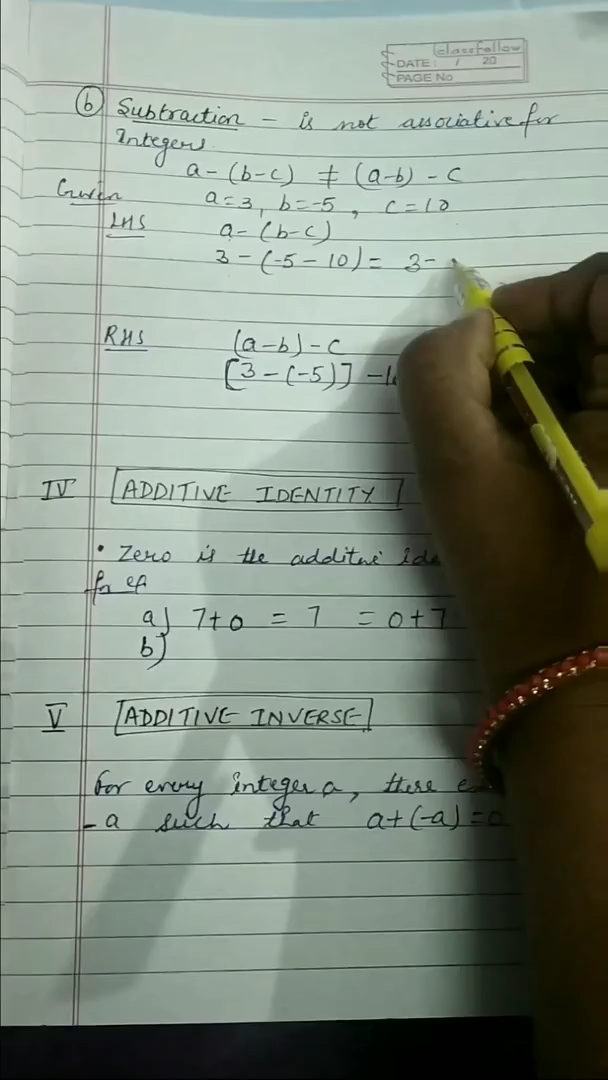 classfellow
DATE: / 20
PAGE No
(b) Subtraction - is not associative for
Integers.
a-(b-c) ≠ (a-b)-c
Given a=3, b=-5, c=10
LHS a-(b-c)
3-(-5-10) = 3-
RHS (a-b)-c
[3-(-5)] -
IV ADDITIVE IDENTITY
• Zero is the additive
for eg
a) 7+0 = 7 = 0+7
b)
V ADDITIVE INVERSE
For every integer a, there
-a such that a+(-a)=0